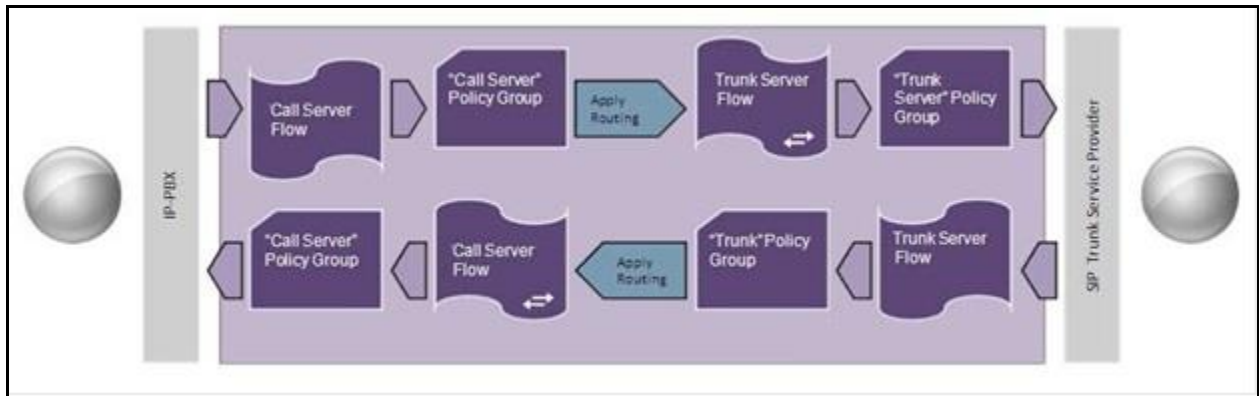 IP-PBX
Call Server
Flow
"Call Server"
Policy Group
Apply
Routing
Trunk Server
Flow
"Trunk
Server" Policy
Group
SIP Trunk Service Provider
"Call Server"
Policy Group
Call Server
Flow
Apply
Routing
"Trunk" Policy
Group
Trunk Server
Flow